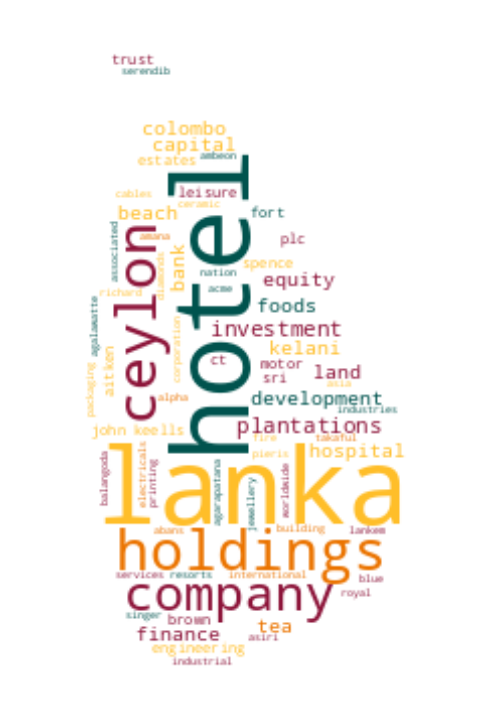 trust
serendib
colombo
capital
estates
ambeon
cables
leisure
ceramic
beach
fort
hotel
ceylon
associated
amana
diamonds
bank
plc
nation
spence
acme
equity
richard
agalawatte
foods
corporation
investment
kelani
ct
motor
sri
land
aitken
packaging
asia
alpha
development
industries
plantations
john keells
fire
takaful
pieris
hospital
lanka
balangoda
electricals
printing
agarapatana
jewellery
worldwide
abans
building
lankem
holdings
services
resorts
international
blue
company
royal
singer
brown
tea
finance
asiri
engineering
industrial